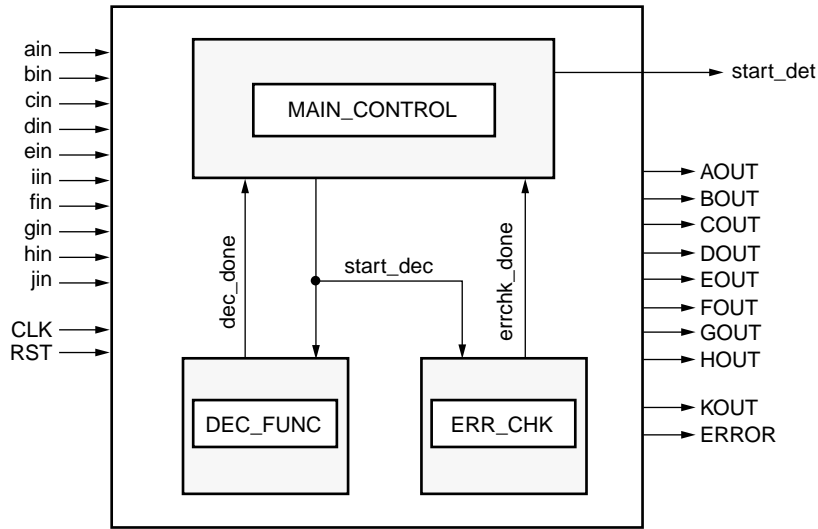 ain
bin
cin
din
ein
iin
fin
gin
hin
jin
CLK
RST
MAIN_CONTROL
dec_done
start_dec
errchk_done
DEC_FUNC
ERR_CHK
start_det
AOUT
BOUT
COUT
DOUT
EOUT
FOUT
GOUT
HOUT
KOUT
ERROR